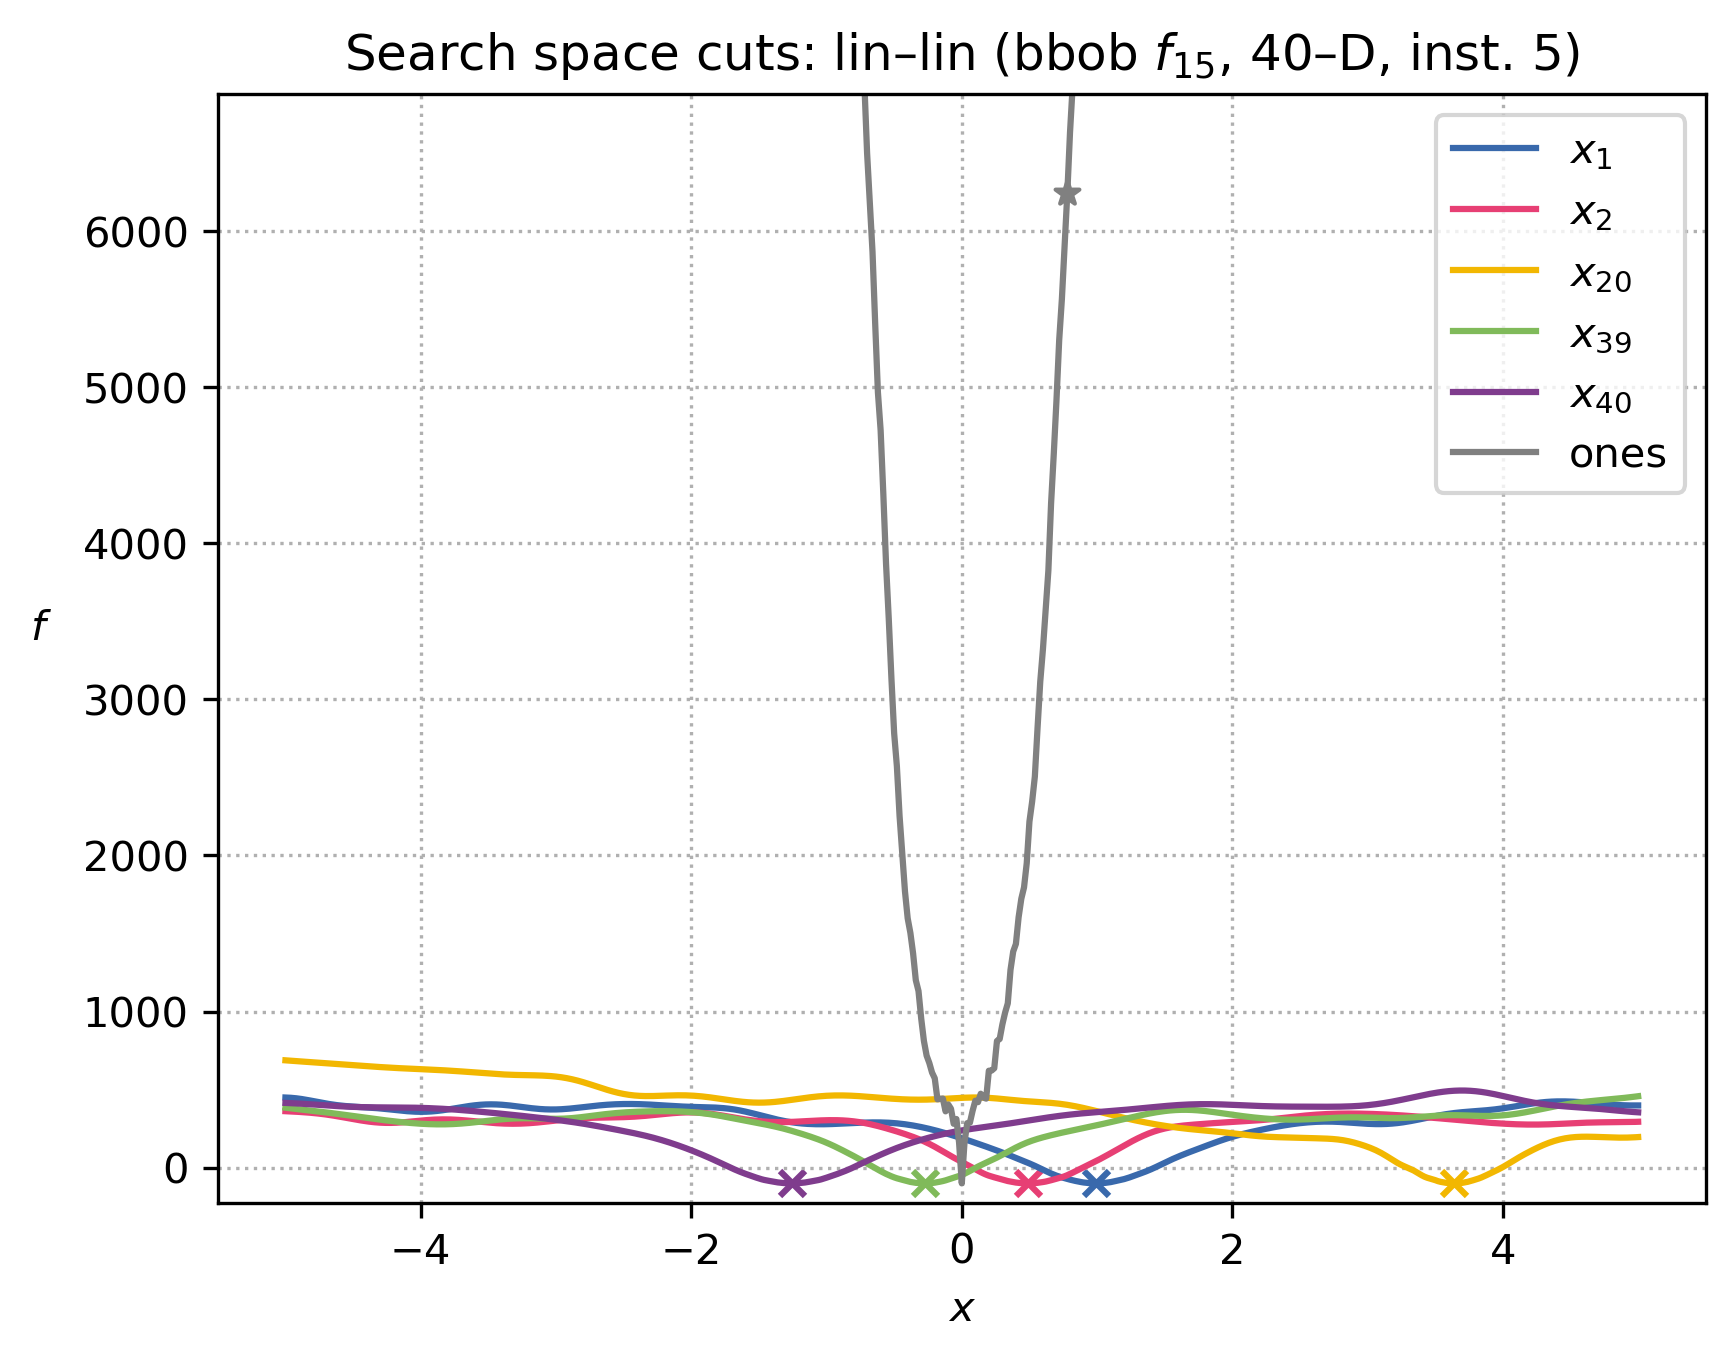 Search space cuts: lin–lin (bbob f₁₅, 40–D, inst. 5)
x₁
x₂
x₂₀
x₃₉
x₄₀
ones
6000
5000
4000
3000
2000
1000
0
f
−4
−2
0
2
4
x